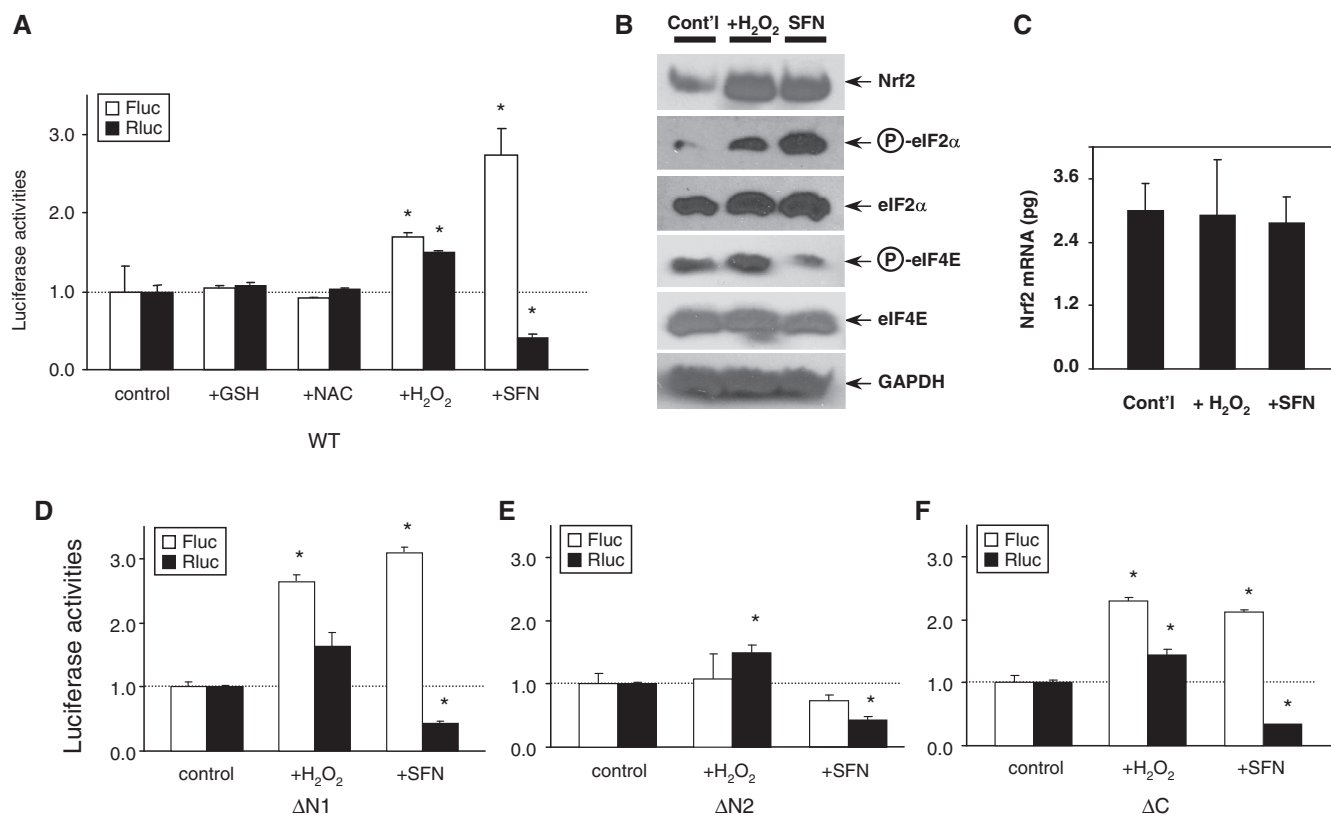 A
Fluc
Rluc
Luciferase activities
3.0
2.0
1.0
0.0
*
*
*
*
control
+GSH
+NAC
+H₂O₂
+SFN
WT
B
Cont'l
+H₂O₂
SFN
Nrf2
P-eIF2α
eIF2α
P-eIF4E
eIF4E
GAPDH
C
Nrf2 mRNA (pg)
3.6
2.4
1.2
0.0
Cont'l
+ H₂O₂
+SFN
D
Fluc
Rluc
Luciferase activities
3.0
2.0
1.0
0.0
*
*
*
control
+H₂O₂
+SFN
ΔN1
E
Fluc
Rluc
3.0
2.0
1.0
0.0
*
*
control
+H₂O₂
+SFN
ΔN2
F
Fluc
Rluc
3.0
2.0
1.0
0.0
*
*
*
*
control
+H₂O₂
+SFN
ΔC